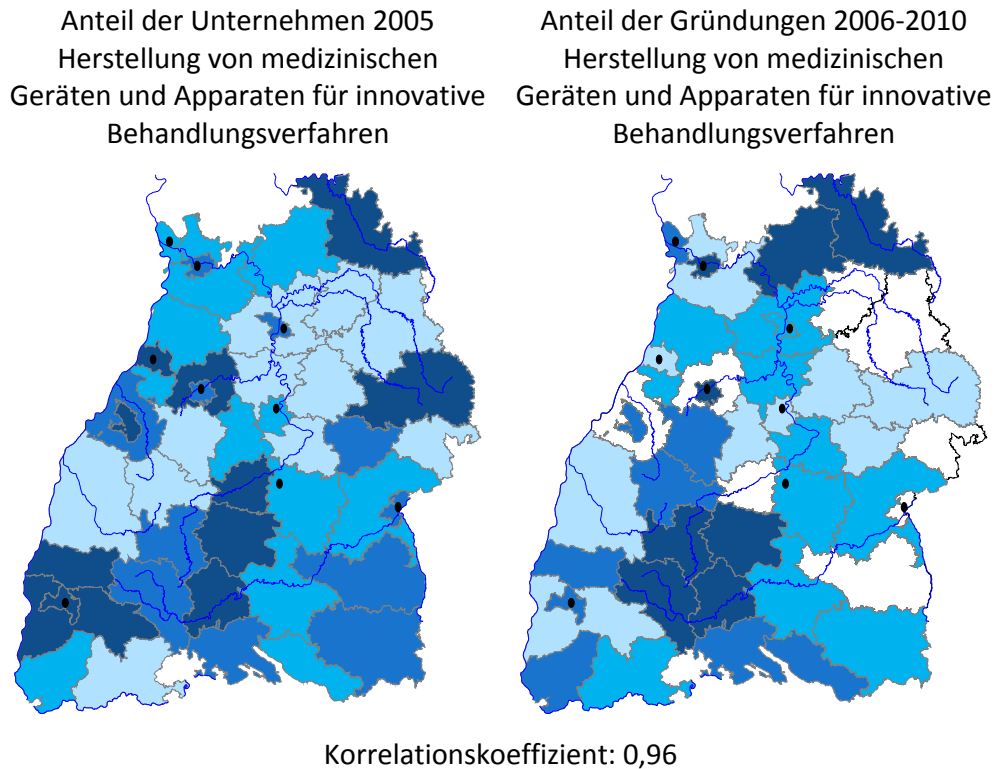 Anteil der Unternehmen 2005
Herstellung von medizinischen
Geräten und Apparaten für innovative
Behandlungsverfahren
Anteil der Gründungen 2006-2010
Herstellung von medizinischen
Geräten und Apparaten für innovative
Behandlungsverfahren
Korrelationskoeffizient: 0,96